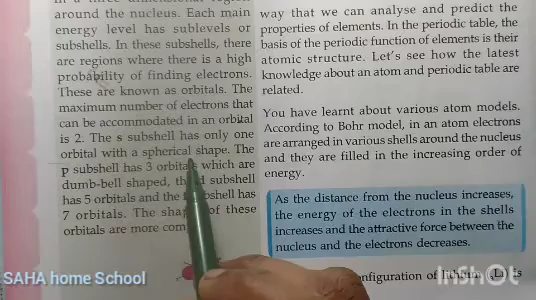 around the nucleus. Each main
energy level has sublevels or
subshells. In these subshells, there
are regions where there is a high
probability of finding electrons.
These are known as orbitals. The
maximum number of electrons that
can be accommodated in an orbital
is 2. The s subshell has only one
orbital with a spherical shape. The
p subshell has 3 which are
dumb-bell shaped, subshell
has 5 orbitals and the has
7 orbitals. The of these
orbitals are more
way that we can analyse and predict the
properties of elements. In the periodic table, the
basis of the periodic function of elements is their
atomic structure. Let's see how the latest
knowledge about an atom and periodic table are
related.
You have learnt about various atom models.
According to Bohr model, in an atom electrons
are arranged in various shells around the nucleus
and they are filled in the increasing order of
energy.
As the distance from the nucleus increases,
the energy of the electrons in the shells
increases and the attractive force between the
nucleus and the electrons decreases.
of is
SAHA home School
InShOt